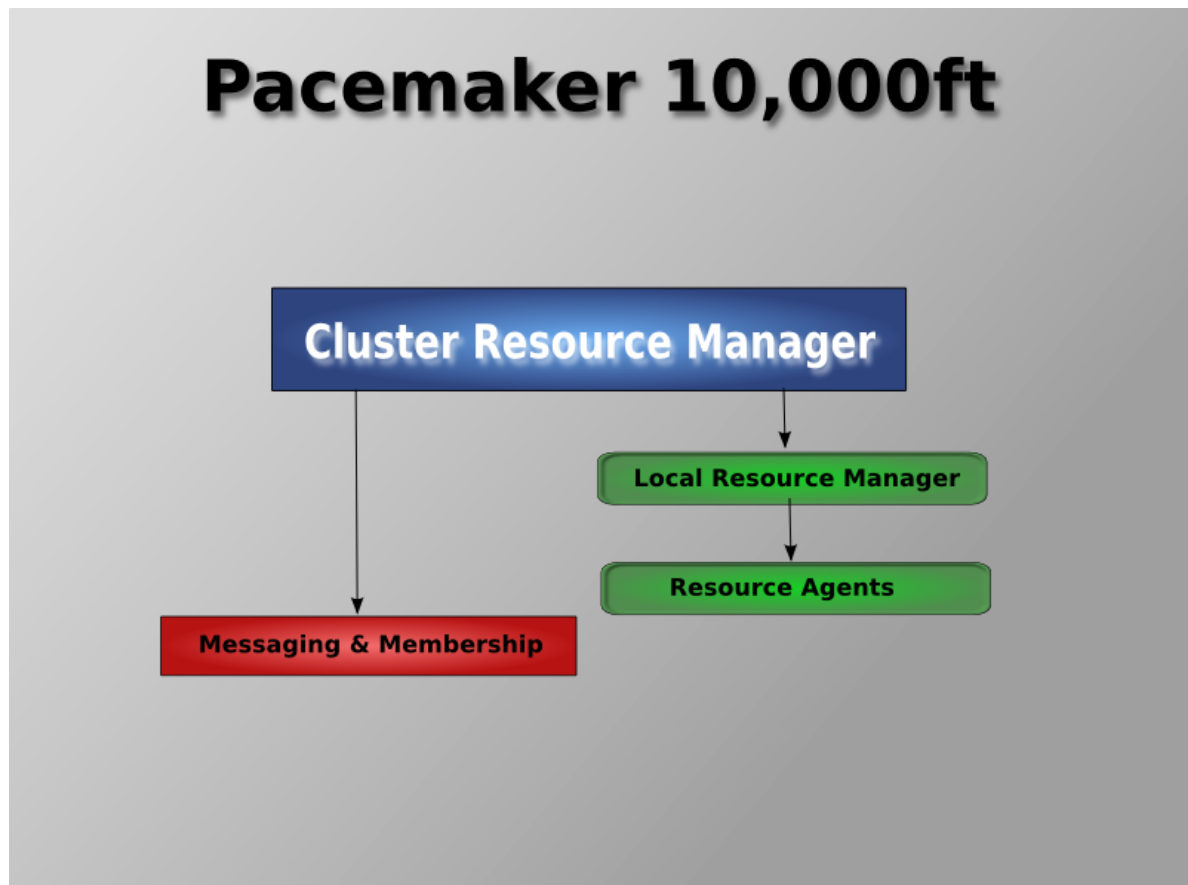 Pacemaker 10,000ft
Cluster Resource Manager
Local Resource Manager
Resource Agents
Messaging & Membership